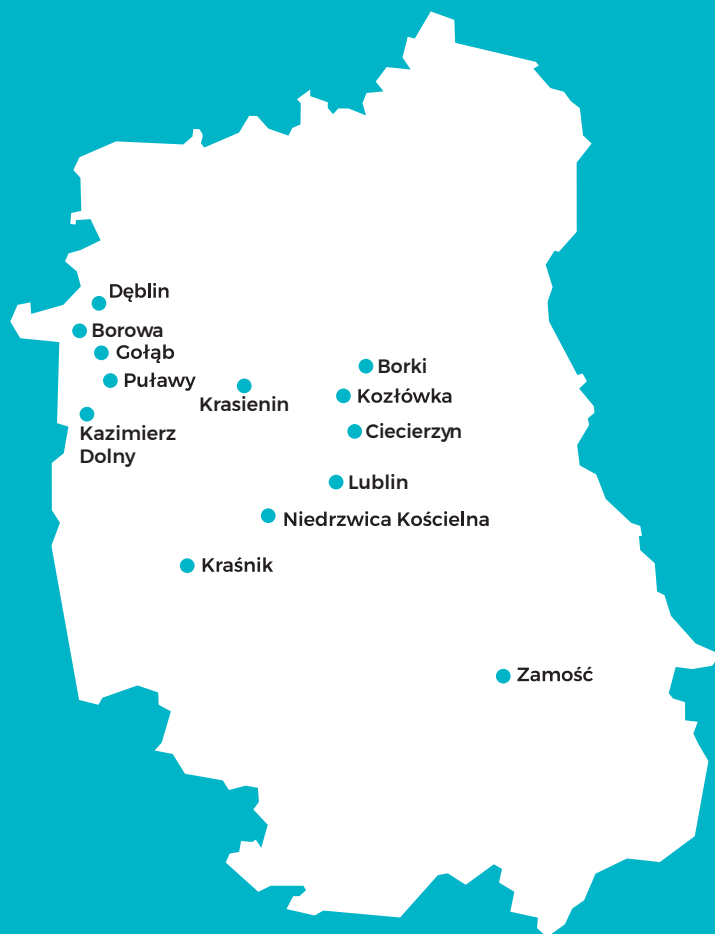 Dęblin
Borowa
Gołąb
Puławy
Krasienin
Kazimierz
Dolny
Borki
Kozłówka
Ciecierzyn
Lublin
Niedrzwica Kościelna
Kraśnik
Zamość